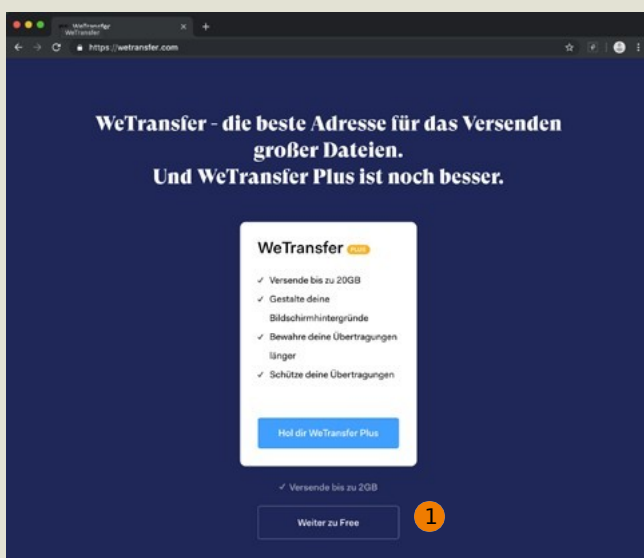 WeTransfer
WeTransfer
https://wetransfer.com
WeTransfer - die beste Adresse für das Versenden
großer Dateien.
Und WeTransfer Plus ist noch besser.
WeTransfer PLUS
✓ Versende bis zu 20GB
✓ Gestalte deine
Bildschirmhintergründe
✓ Bewahre deine Übertragungen
länger
✓ Schütze deine Übertragungen
Hol dir WeTransfer Plus
✓ Versende bis zu 2GB
Weiter zu Free
1